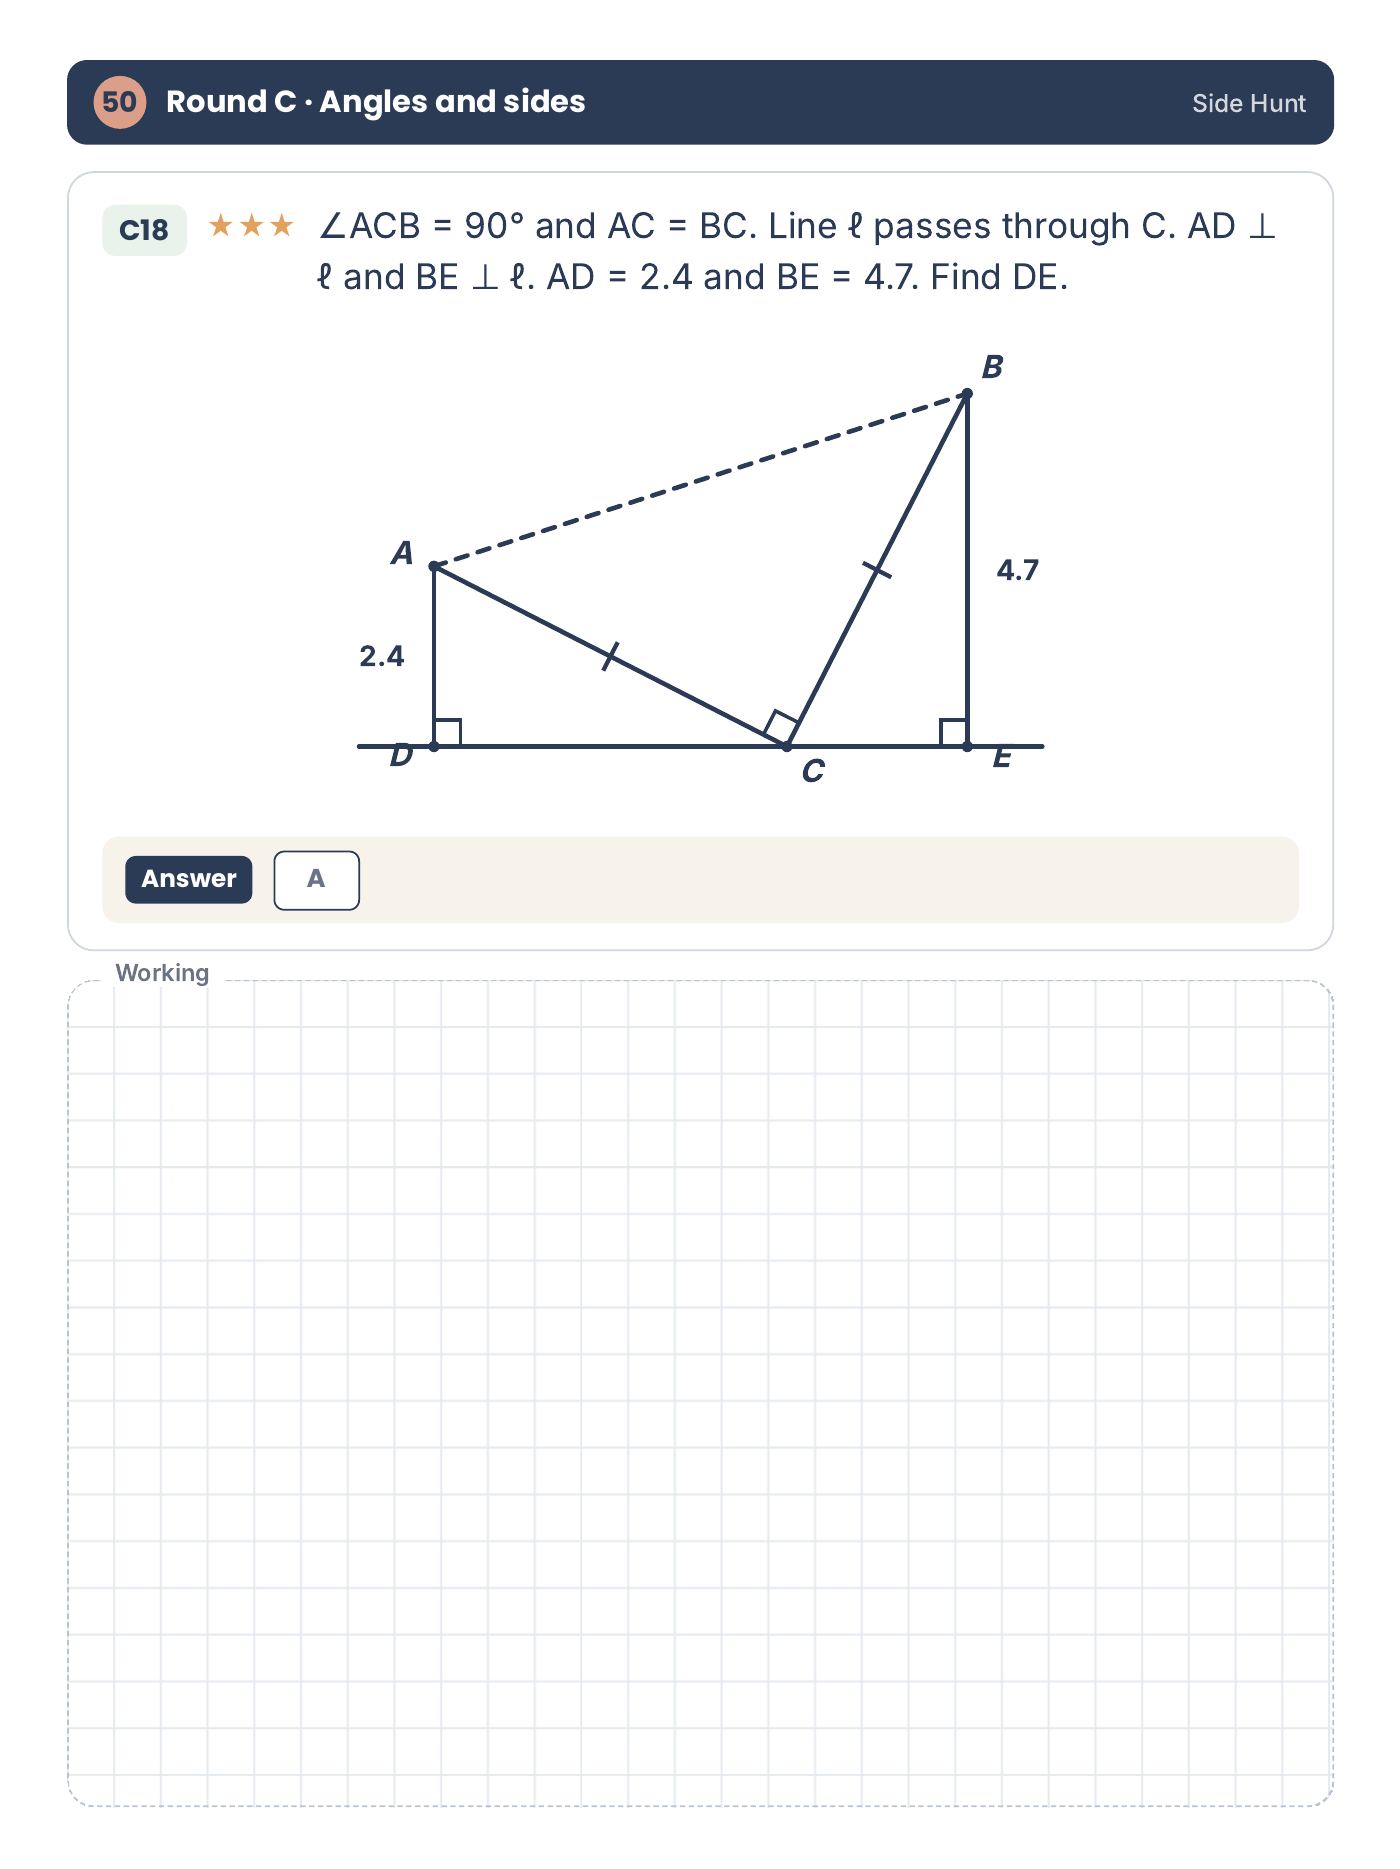 50 Round C · Angles and sides Side Hunt
C18 ★★★ ∠ACB = 90° and AC = BC. Line ℓ passes through C. AD ⊥
ℓ and BE ⊥ ℓ. AD = 2.4 and BE = 4.7. Find DE.
B
A
4.7
2.4
D
E
C
Answer A
Working